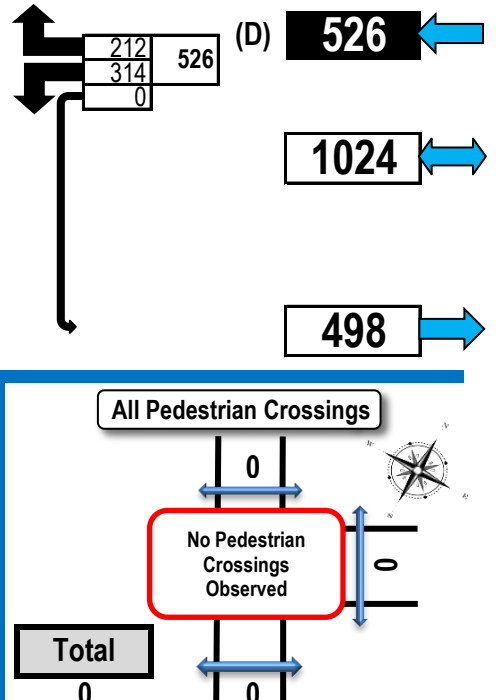 212
314
0
526
(D)
526
1024
498
All Pedestrian Crossings
0
N
W
E
S
No Pedestrian
Crossings
Observed
0
Total
0
0